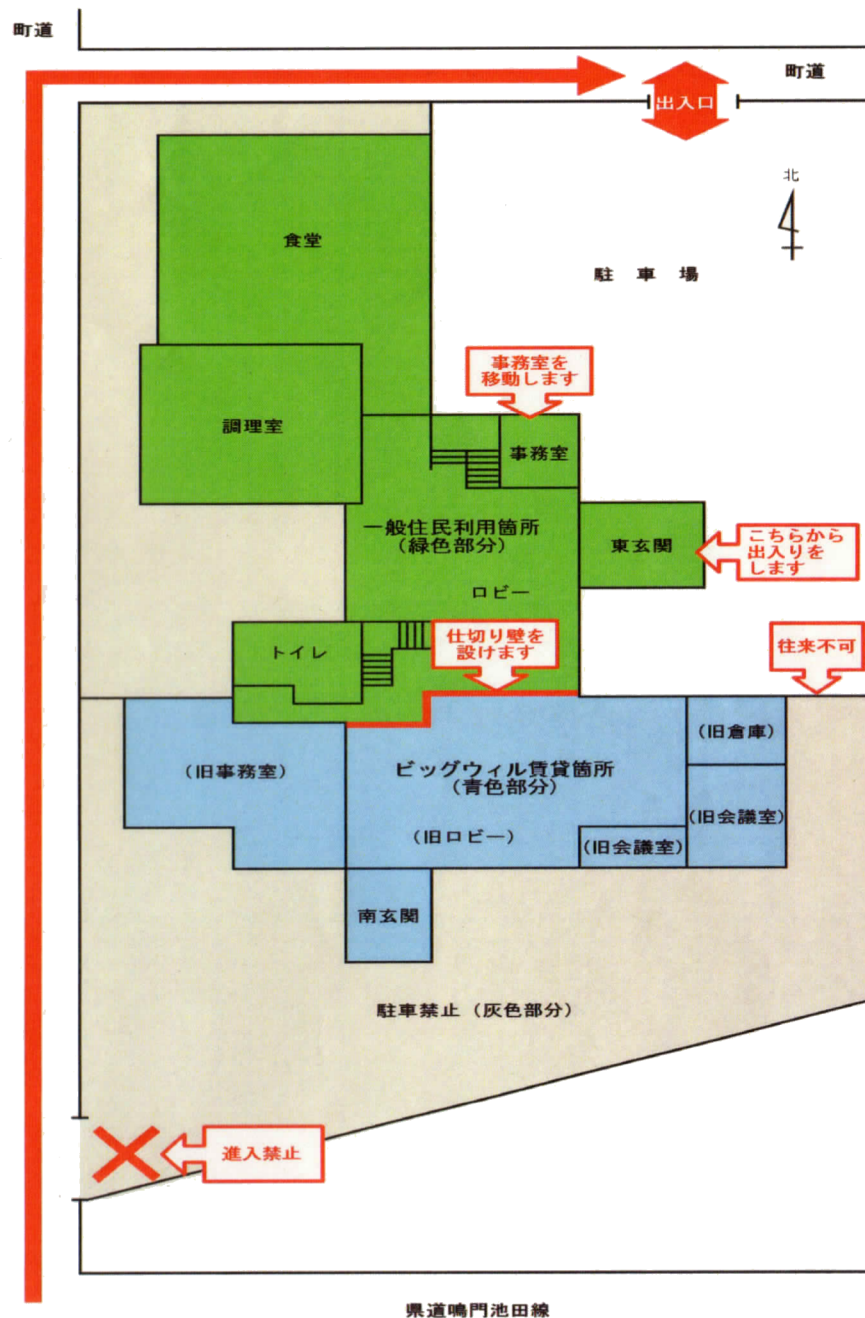 町道
町道
出入口
北
食堂
駐 車 場
事務室を
移動します
調理室
事務室
一般住民利用箇所
(緑色部分)
東玄関
こちらから
出入りを
します
ロビー
トイレ
仕切り壁を
設けます
往来不可
(旧事務室)
ビッグウィル賃貸箇所
(青色部分)
(旧倉庫)
(旧ロビー)
(旧会議室)
(旧会議室)
南玄関
駐車禁止(灰色部分)
進入禁止
県道鳴門池田線